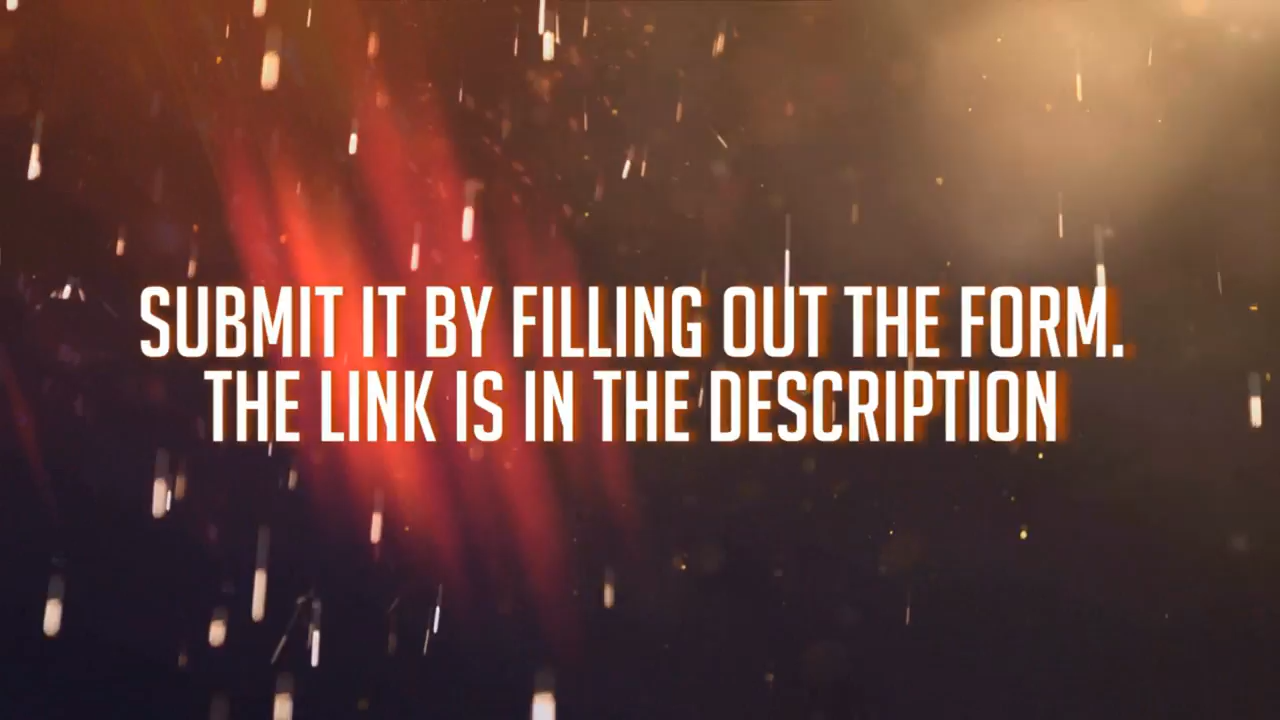 SUBMIT IT BY FILLING OUT THE FORM.
THE LINK IS IN THE DESCRIPTION